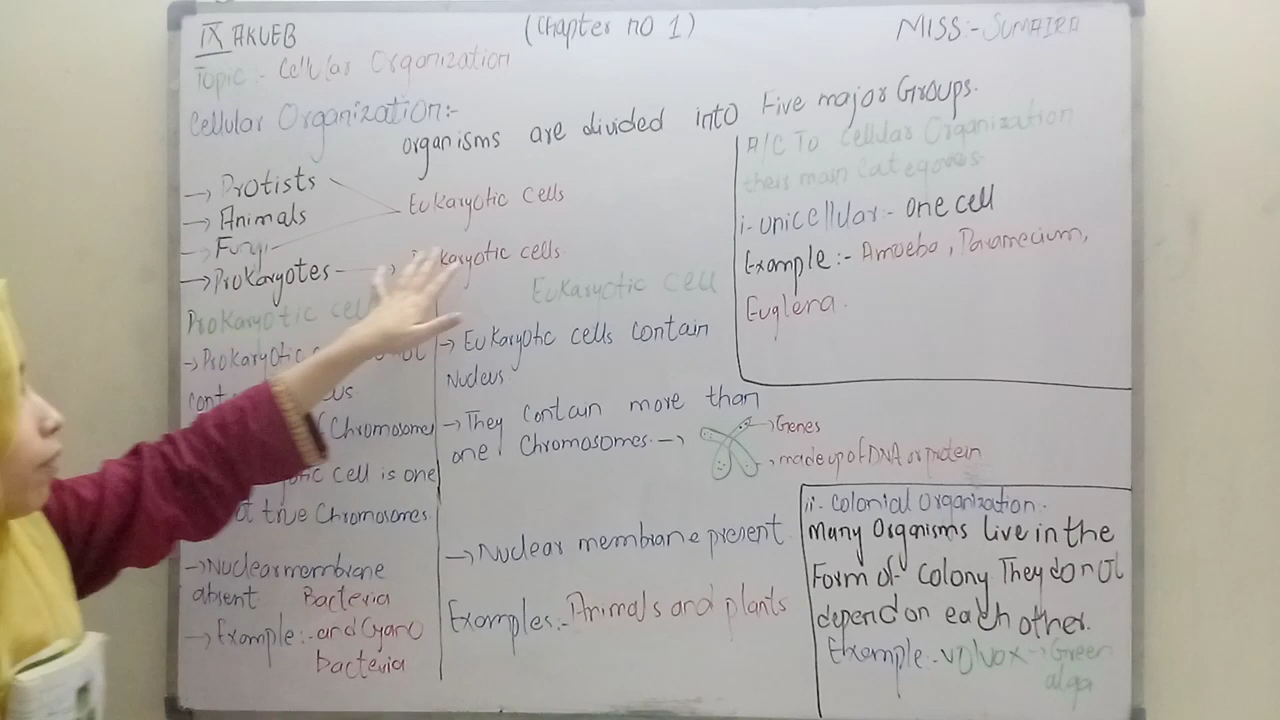 IX AKUEB
(Chapter no 1)
MISS:- SUMAIRA
Topic:- Cellular Organization
Cellular Organization:-
organisms are divided into Five major Groups.
→ Protists
→ Animals
→ Fungi
→ Prokaryotes
Eukaryotic cells
karyotic cells
A/C To Cellular Organization
their main Categories
i- unicellular:- one cell
Example:- Amoeba, Paramecium,
Euglena.
Prokaryotic cell
→ Prokaryotic
(Chromosome
cell is one
true Chromosomes.
→ Nuclear membrane
absent
→ Example:- Bacteria
and Cyano
bacteria
Eukaryotic cell
→ Eukaryotic cells contain
Nucleus
→ They contain more than
one Chromosomes. →
→ Genes
→ made up of DNA or protein
→ Nuclear membrane present
Examples:- Animals and plants
ii- Colonial Organization:-
Many Organisms live in the
Form of Colony They do not
depend on each other.
Example:- volvox → Green
alga